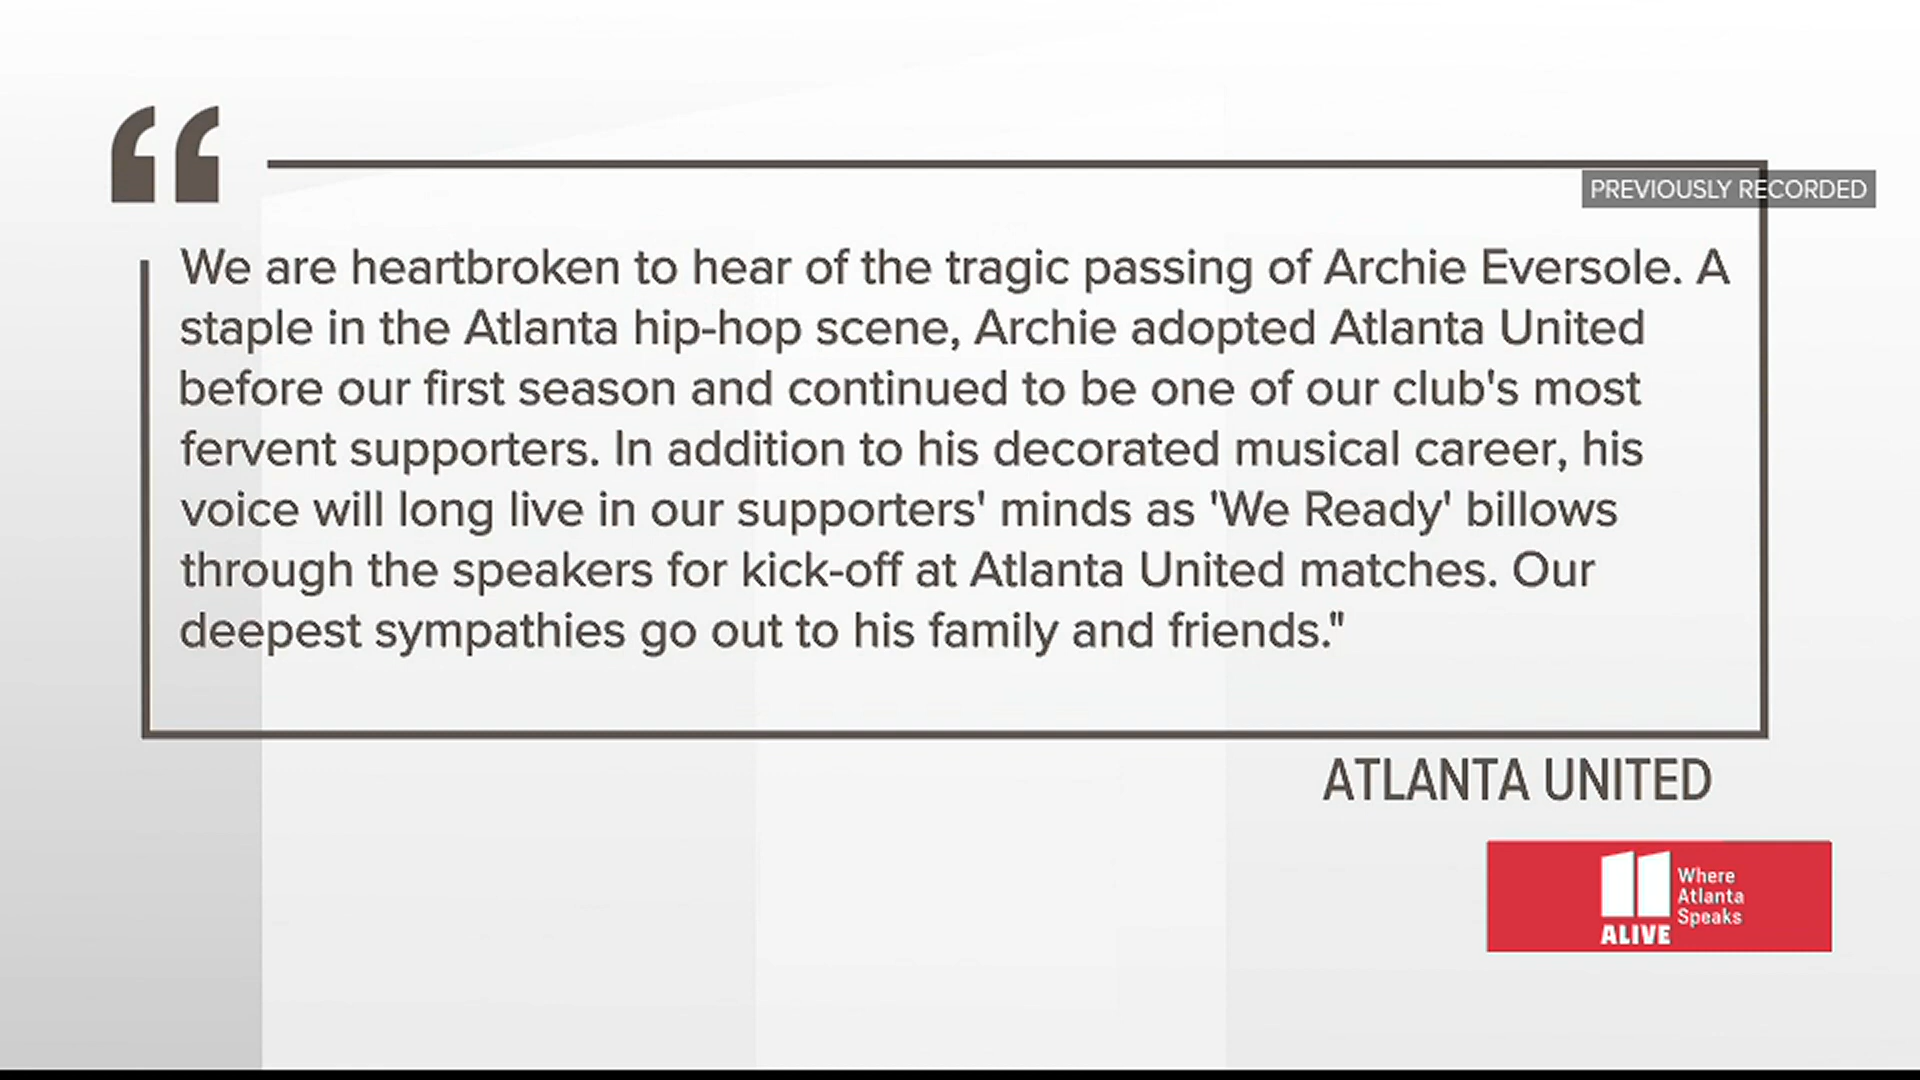 “
PREVIOUSLY RECORDED
We are heartbroken to hear of the tragic passing of Archie Eversole. A
staple in the Atlanta hip-hop scene, Archie adopted Atlanta United
before our first season and continued to be one of our club's most
fervent supporters. In addition to his decorated musical career, his
voice will long live in our supporters' minds as 'We Ready' billows
through the speakers for kick-off at Atlanta United matches. Our
deepest sympathies go out to his family and friends."
ATLANTA UNITED
11
ALIVE
Where
Atlanta
Speaks